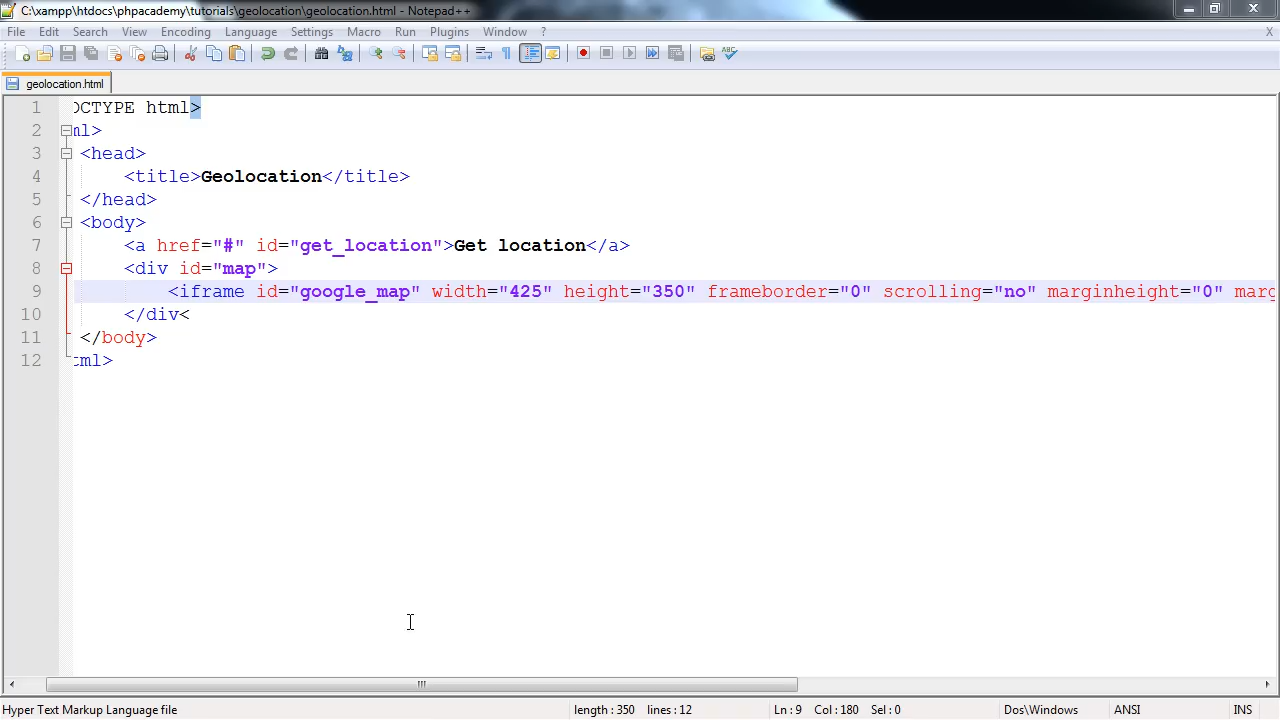 C:\xampp\htdocs\phpacademy\tutorials\geolocation\geolocation.html - Notepad++
File Edit Search View Encoding Language Settings Macro Run Plugins Window ? X
geolocation.html
1 OCTYPE html>
2 ml>
3 <head>
4 <title>Geolocation</title>
5 </head>
6 <body>
7 <a href="#" id="get_location">Get location</a>
8 <div id="map">
9 <iframe id="google_map" width="425" height="350" frameborder="0" scrolling="no" marginheight="0" marg
10 </div<
11 </body>
12 tml>
Hyper Text Markup Language file length : 350 lines : 12 Ln : 9 Col : 180 Sel : 0 Dos\Windows ANSI INS